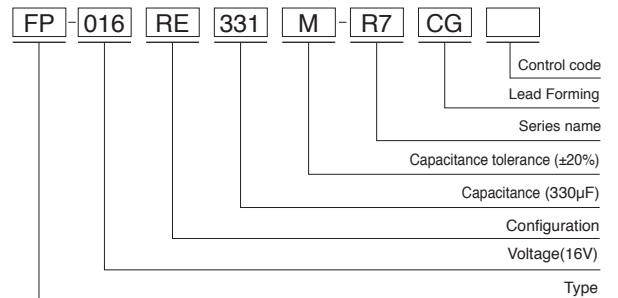 FP-016 RE 331 M-R7 CG
Control code
Lead Forming
Series name
Capacitance tolerance (±20%)
Capacitance (330μF)
Configuration
Voltage(16V)
Type